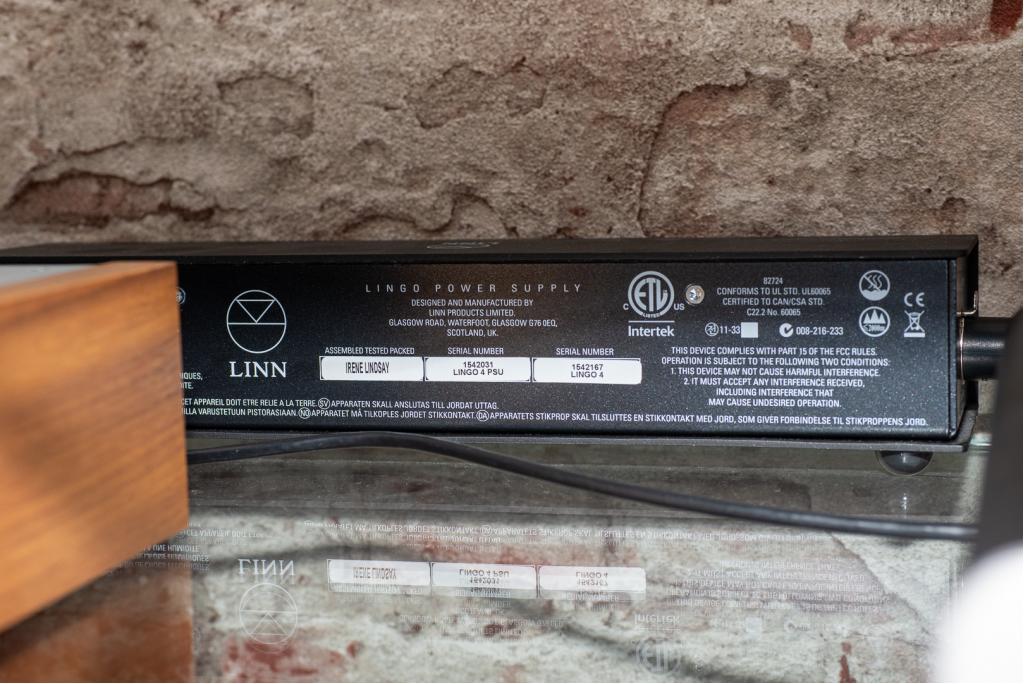 LINN
LINGO POWER SUPPLY
DESIGNED AND MANUFACTURED BY
LINN PRODUCTS LIMITED.
GLASGOW ROAD, WATERFOOT, GLASGOW G76 0EQ,
SCOTLAND, UK.
ASSEMBLED TESTED PACKED
IRENE LINDSAY
SERIAL NUMBER
1542031
LINGO 4 PSU
SERIAL NUMBER
1542167
LINGO 4
C ETL US
LISTED
Intertek
82724
CONFORMS TO UL STD. UL60065
CERTIFIED TO CAN/CSA STD.
C22.2 No. 60065
11-33
008-216-233
≤2000m
CE
THIS DEVICE COMPLIES WITH PART 15 OF THE FCC RULES.
OPERATION IS SUBJECT TO THE FOLLOWING TWO CONDITIONS:
1. THIS DEVICE MAY NOT CAUSE HARMFUL INTERFERENCE.
2. IT MUST ACCEPT ANY INTERFERENCE RECEIVED,
INCLUDING INTERFERENCE THAT
MAY CAUSE UNDESIRED OPERATION.
IQUES,
ITE.
CET APPAREIL DOIT ETRE RELIE A LA TERRE. SV APPARATEN SKALL ANSLUTAS TILL JORDAT UTTAG.
ILLA VARUSTETUUN PISTORASIAAN. NO APPARATET MÅ TILKOPLES JORDET STIKKONTAKT. DA APPARATETS STIKPROP SKAL TILSLUTTES EN STIKKONTAKT MED JORD, SOM GIVER FORBINDELSE TIL STIKPROPPENS JORD.